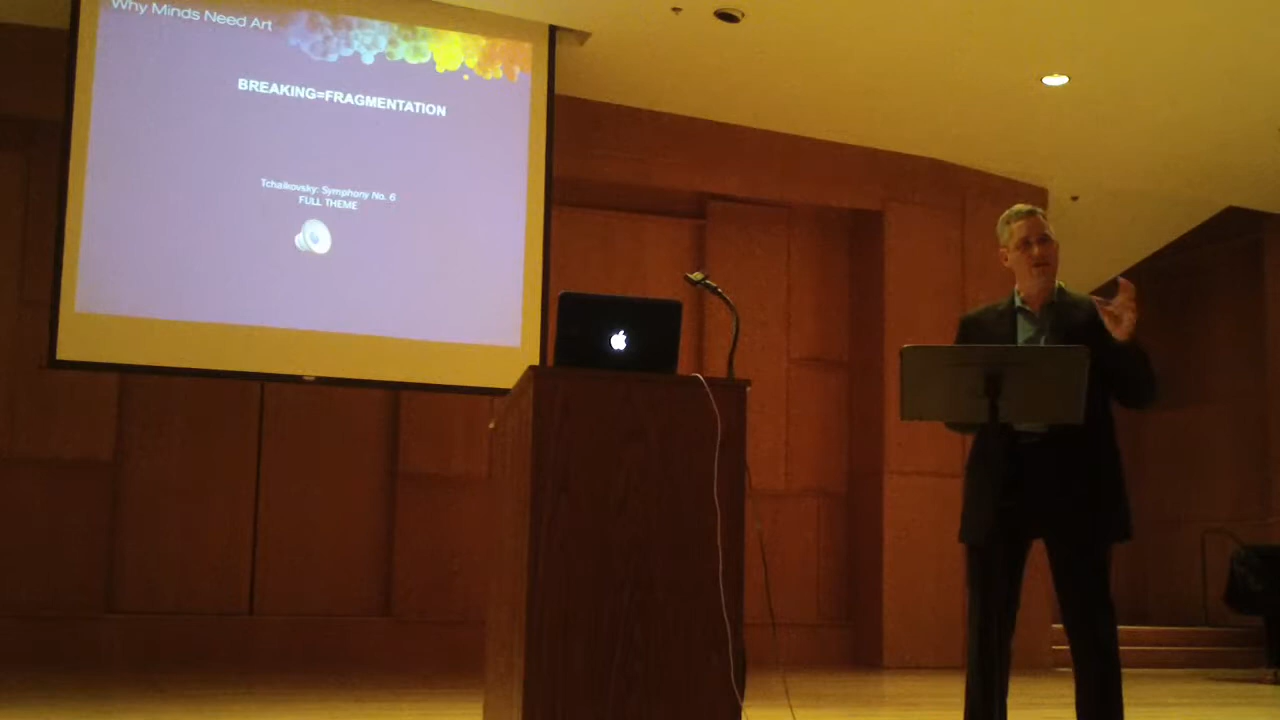 Why Minds Need Art
BREAKING=FRAGMENTATION
Tchaikovsky: Symphony No. 6
FULL THEME